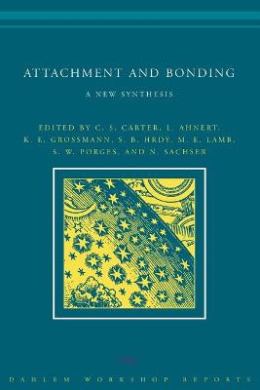 ATTACHMENT AND BONDING
A NEW SYNTHESIS
EDITED BY C. S. CARTER, L. AHNERT,
K. E. GROSSMANN, S. B. HRDY, M. E. LAMB,
S. W. PORGES, AND N. SACHSER
DAHLEM WORKSHOP REPORTS